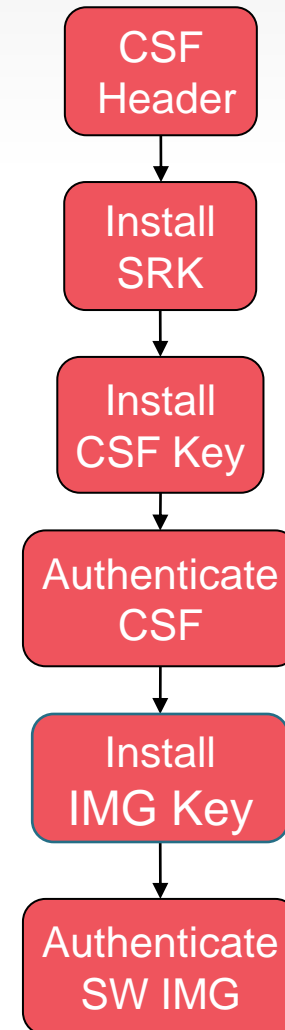 CSF
Header
Install
SRK
Install
CSF Key
Authenticate
CSF
Install
IMG Key
Authenticate
SW IMG